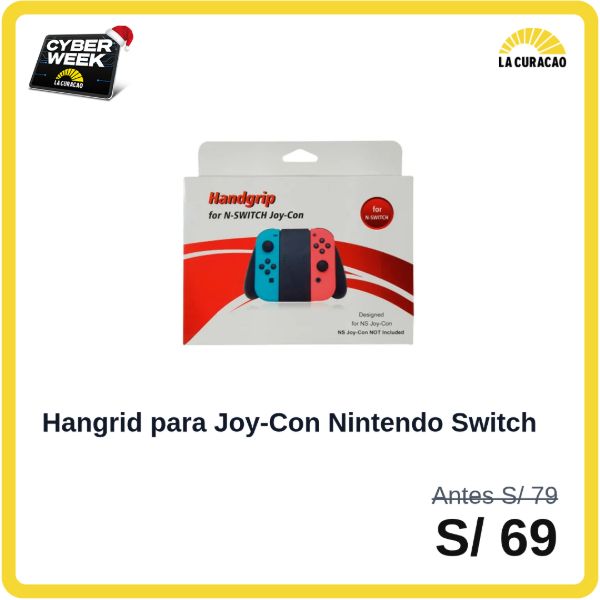 CYBER
WEEK
LA CURACAO
LA CURACAO
Handgrip
for N-SWITCH Joy-Con
for
N-SWITCH
Designed
for NS Joy-Con
NS Joy-Con NOT Included
Hangrid para Joy-Con Nintendo Switch
Antes S/ 79
S/ 69